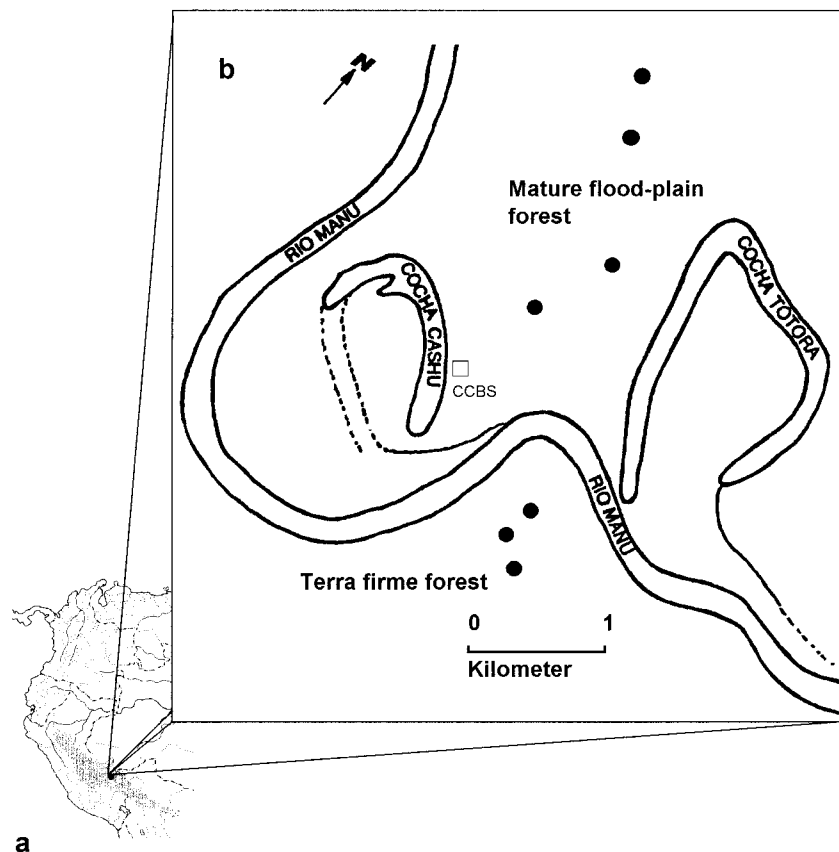 b
N
Mature flood-plain
forest
RIO MANU
COCHA CASHU
COCHA TOTORA
CCBS
RIO MANU
Terra firme forest
0 1
Kilometer
a